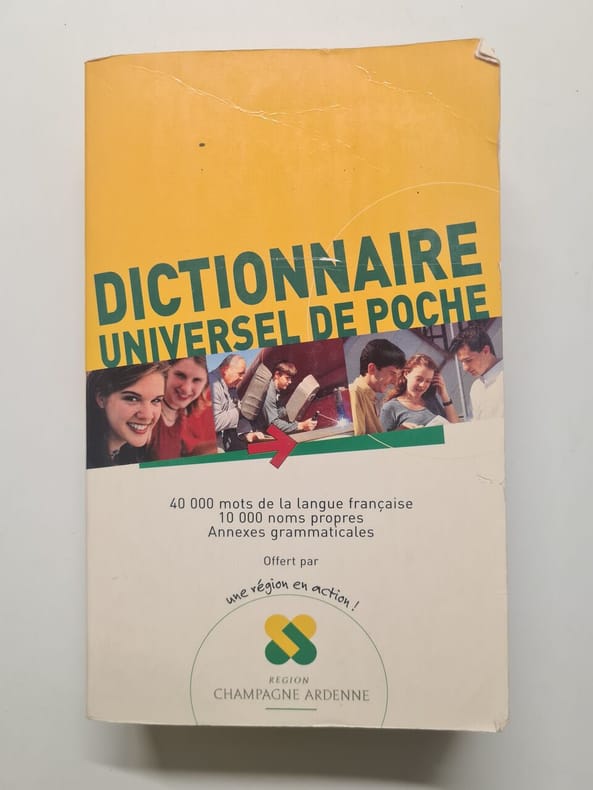 DICTIONNAIRE
UNIVERSEL DE POCHE
40 000 mots de la langue française
10 000 noms propres
Annexes grammaticales
Offert par
une région en action !
REGION
CHAMPAGNE ARDENNE